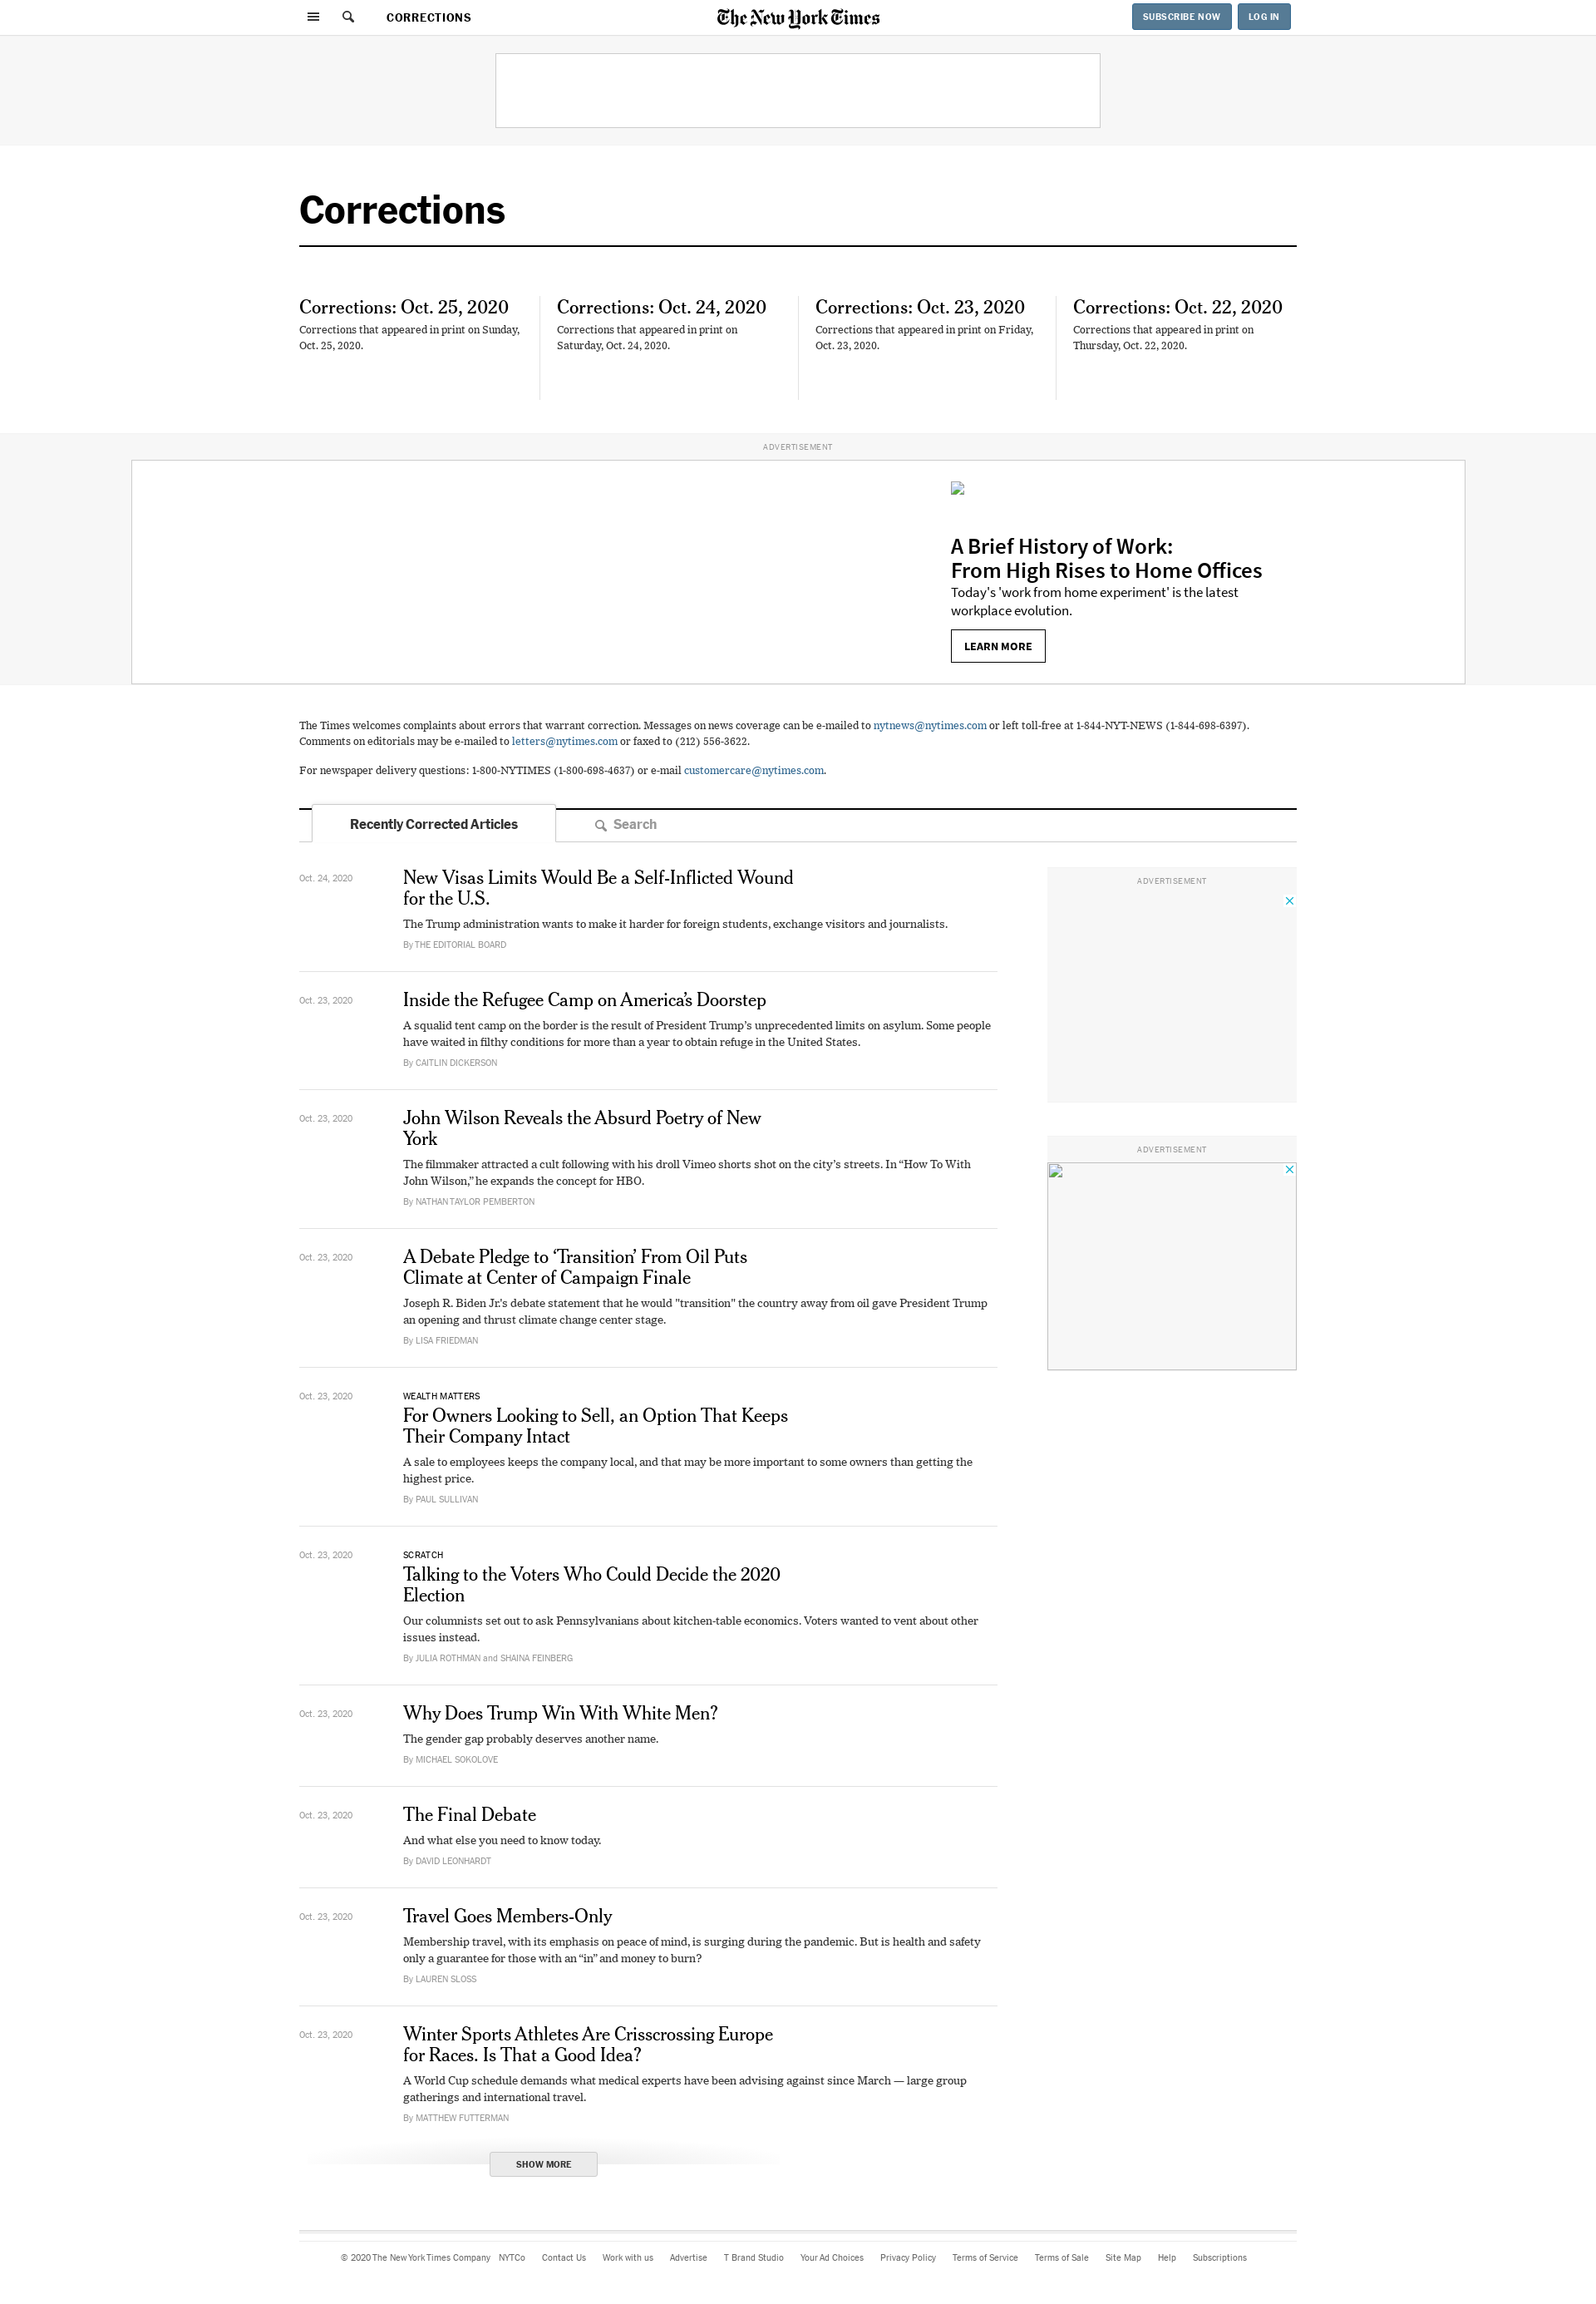 CORRECTIONS
The New York Times
SUBSCRIBE NOW
LOG IN
Corrections
Corrections: Oct. 25, 2020
Corrections that appeared in print on Sunday,
Oct. 25, 2020.
Corrections: Oct. 24, 2020
Corrections that appeared in print on
Saturday, Oct. 24, 2020.
Corrections: Oct. 23, 2020
Corrections that appeared in print on Friday,
Oct. 23, 2020.
Corrections: Oct. 22, 2020
Corrections that appeared in print on
Thursday, Oct. 22, 2020.
ADVERTISEMENT
A Brief History of Work:
From High Rises to Home Offices
Today's 'work from home experiment' is the latest
workplace evolution.
LEARN MORE
The Times welcomes complaints about errors that warrant correction. Messages on news coverage can be e-mailed to nytnews@nytimes.com or left toll-free at 1-844-NYT-NEWS (1-844-698-6397).
Comments on editorials may be e-mailed to letters@nytimes.com or faxed to (212) 556-3622.
For newspaper delivery questions: 1-800-NYTIMES (1-800-698-4637) or e-mail customercare@nytimes.com.
Recently Corrected Articles
Search
Oct. 24, 2020
New Visas Limits Would Be a Self-Inflicted Wound
for the U.S.
The Trump administration wants to make it harder for foreign students, exchange visitors and journalists.
By THE EDITORIAL BOARD
Oct. 23, 2020
Inside the Refugee Camp on America’s Doorstep
A squalid tent camp on the border is the result of President Trump’s unprecedented limits on asylum. Some people
have waited in filthy conditions for more than a year to obtain refuge in the United States.
By CAITLIN DICKERSON
Oct. 23, 2020
John Wilson Reveals the Absurd Poetry of New
York
The filmmaker attracted a cult following with his droll Vimeo shorts shot on the city’s streets. In “How To With
John Wilson,” he expands the concept for HBO.
By NATHAN TAYLOR PEMBERTON
Oct. 23, 2020
A Debate Pledge to ‘Transition’ From Oil Puts
Climate at Center of Campaign Finale
Joseph R. Biden Jr.'s debate statement that he would "transition" the country away from oil gave President Trump
an opening and thrust climate change center stage.
By LISA FRIEDMAN
Oct. 23, 2020
WEALTH MATTERS
For Owners Looking to Sell, an Option That Keeps
Their Company Intact
A sale to employees keeps the company local, and that may be more important to some owners than getting the
highest price.
By PAUL SULLIVAN
Oct. 23, 2020
SCRATCH
Talking to the Voters Who Could Decide the 2020
Election
Our columnists set out to ask Pennsylvanians about kitchen-table economics. Voters wanted to vent about other
issues instead.
By JULIA ROTHMAN and SHAINA FEINBERG
Oct. 23, 2020
Why Does Trump Win With White Men?
The gender gap probably deserves another name.
By MICHAEL SOKOLOVE
Oct. 23, 2020
The Final Debate
And what else you need to know today.
By DAVID LEONHARDT
Oct. 23, 2020
Travel Goes Members-Only
Membership travel, with its emphasis on peace of mind, is surging during the pandemic. But is health and safety
only a guarantee for those with an “in” and money to burn?
By LAUREN SLOSS
Oct. 23, 2020
Winter Sports Athletes Are Crisscrossing Europe
for Races. Is That a Good Idea?
A World Cup schedule demands what medical experts have been advising against since March — large group
gatherings and international travel.
By MATTHEW FUTTERMAN
SHOW MORE
ADVERTISEMENT
ADVERTISEMENT
© 2020 The New York Times Company NYTCo Contact Us Work with us Advertise T Brand Studio Your Ad Choices Privacy Policy Terms of Service Terms of Sale Site Map Help Subscriptions